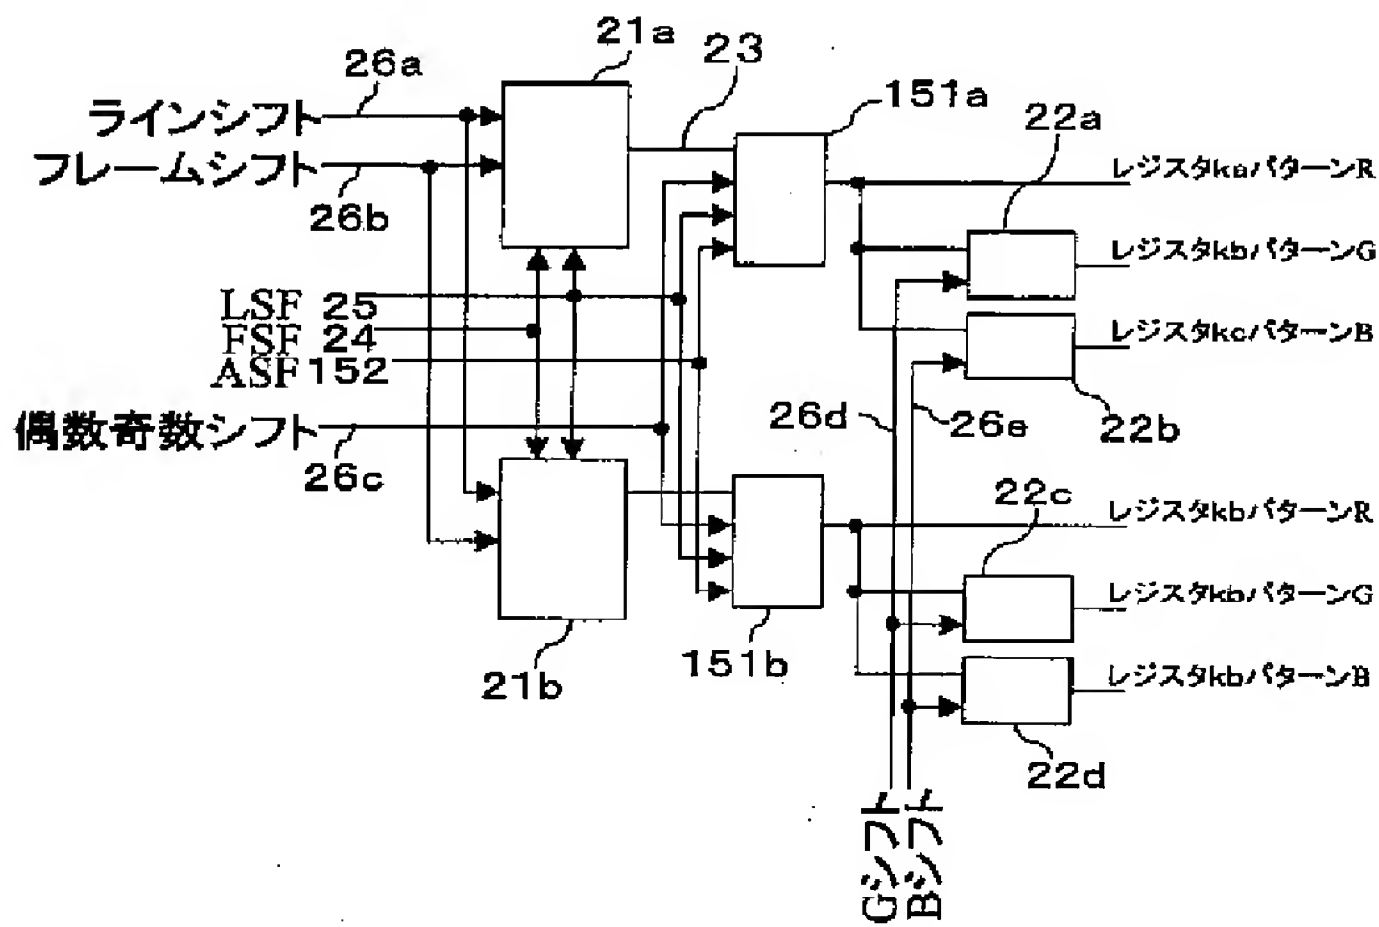 21a
23
26a
151a
ラインシフト
22a
フレームシフト
レジスタkaパターンR
26b
レジスタkbパターンG
LSF 25
FSF 24
レジスタkcパターンB
ASF 152
26d
26e
22b
偶数奇数シフト
26c
22c
レジスタkbパターンR
レジスタkbパターンG
151b
21b
レジスタkbパターンB
22d
Gシフト
Bシフト